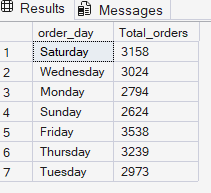 Results Messages
order_day Total_orders
1 Saturday 3158
2 Wednesday 3024
3 Monday 2794
4 Sunday 2624
5 Friday 3538
6 Thursday 3239
7 Tuesday 2973